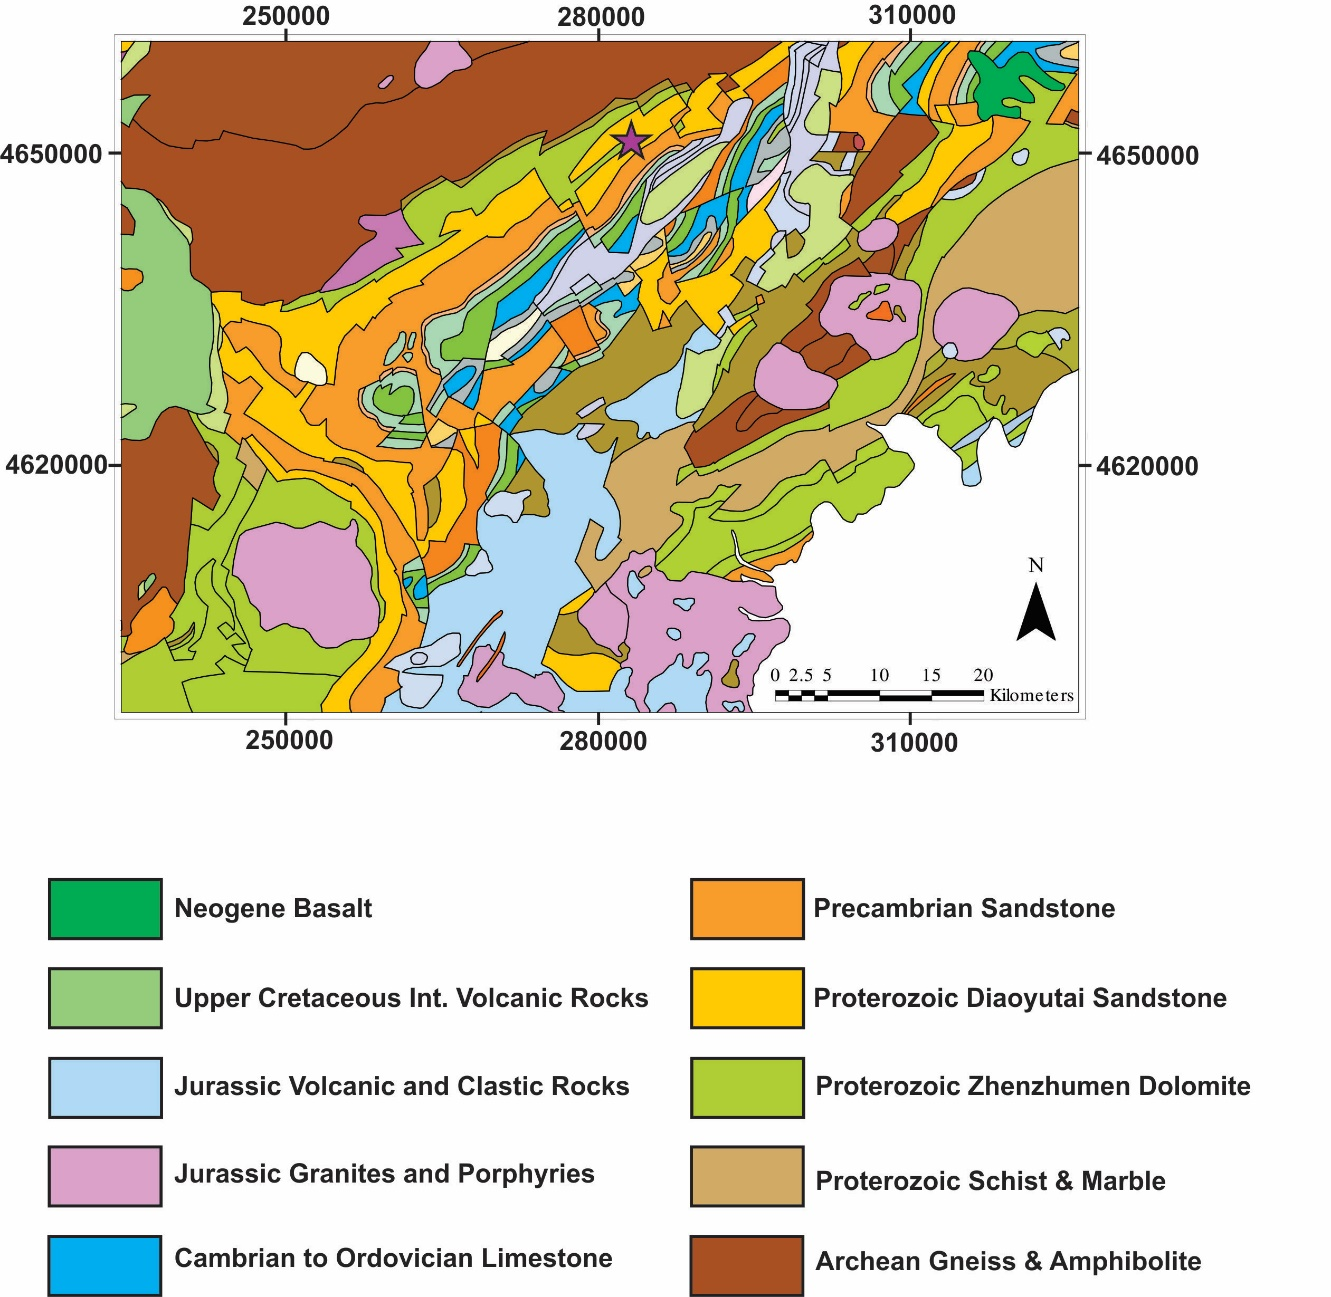 250000 280000 310000
4650000 4650000
4620000 4620000
N
0 2.5 5 10 15 20
Kilometers
250000 280000 310000
Neogene Basalt
Precambrian Sandstone
Upper Cretaceous Int. Volcanic Rocks
Proterozoic Diaoyutai Sandstone
Jurassic Volcanic and Clastic Rocks
Proterozoic Zhenzhumen Dolomite
Jurassic Granites and Porphyries
Proterozoic Schist & Marble
Cambrian to Ordovician Limestone
Archean Gneiss & Amphibolite